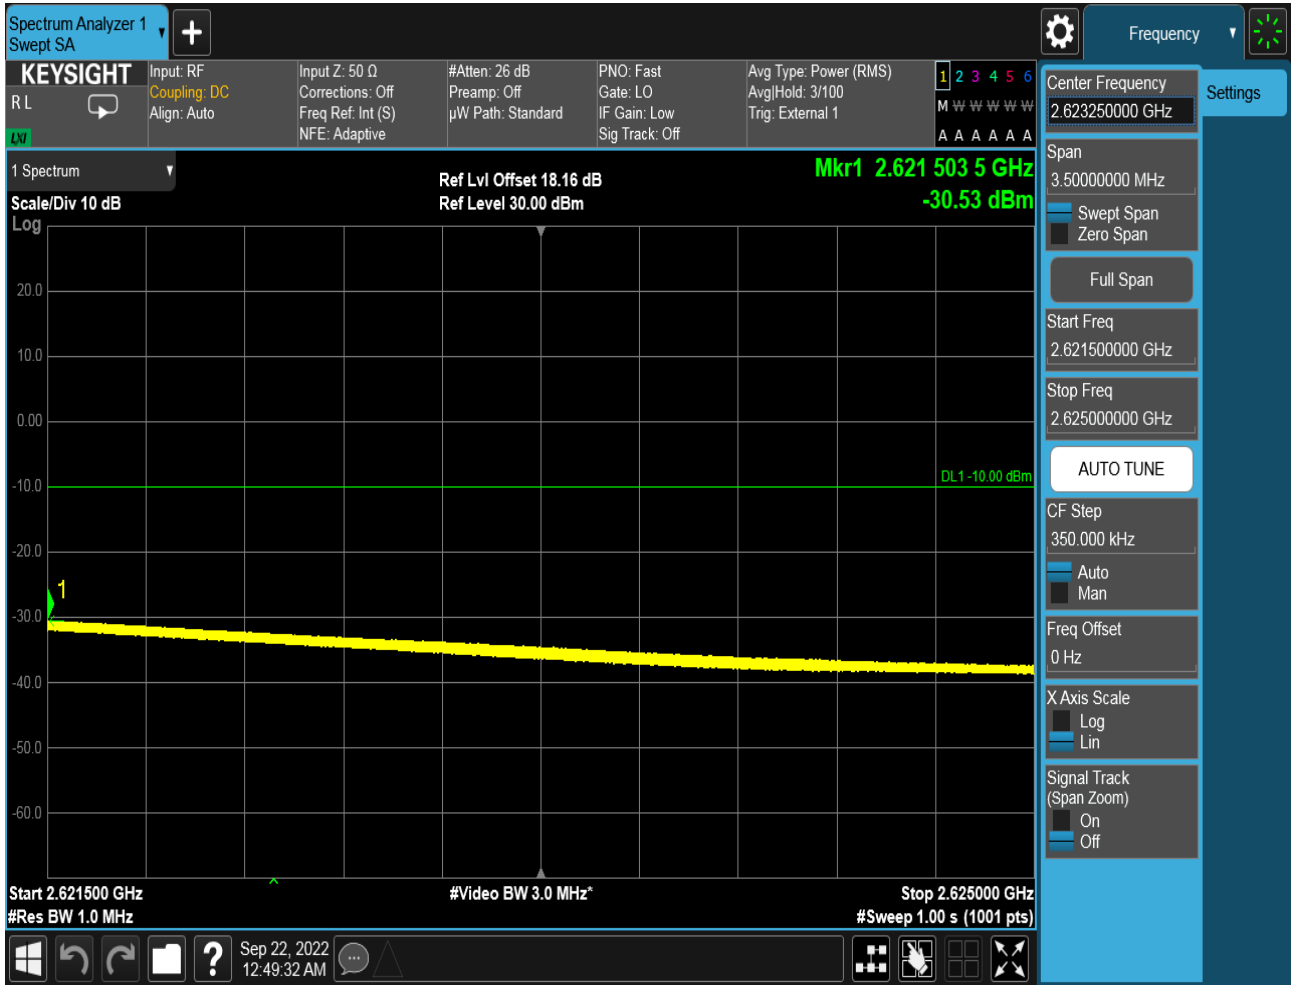 Spectrum Analyzer 1
Swept SA
Frequency
KEYSIGHT
R L
LXI
Input: RF
Coupling: DC
Align: Auto
Input Z: 50 Ω
Corrections: Off
Freq Ref: Int (S)
NFE: Adaptive
#Atten: 26 dB
Preamp: Off
µW Path: Standard
PNO: Fast
Gate: LO
IF Gain: Low
Sig Track: Off
Avg Type: Power (RMS)
Avg|Hold: 3/100
Trig: External 1
1 2 3 4 5 6
M W W W W W
A A A A A A
1 Spectrum
Scale/Div 10 dB
Log
Ref Lvl Offset 18.16 dB
Ref Level 30.00 dBm
Mkr1 2.621 503 5 GHz
-30.53 dBm
20.0
10.0
0.00
-10.0
-20.0
-30.0
-40.0
-50.0
-60.0
DL1 -10.00 dBm
1
Start 2.621500 GHz
#Res BW 1.0 MHz
#Video BW 3.0 MHz*
Stop 2.625000 GHz
#Sweep 1.00 s (1001 pts)
Sep 22, 2022
12:49:32 AM
Center Frequency
2.623250000 GHz
Settings
Span
3.50000000 MHz
Swept Span
Zero Span
Full Span
Start Freq
2.621500000 GHz
Stop Freq
2.625000000 GHz
AUTO TUNE
CF Step
350.000 kHz
Auto
Man
Freq Offset
0 Hz
X Axis Scale
Log
Lin
Signal Track
(Span Zoom)
On
Off